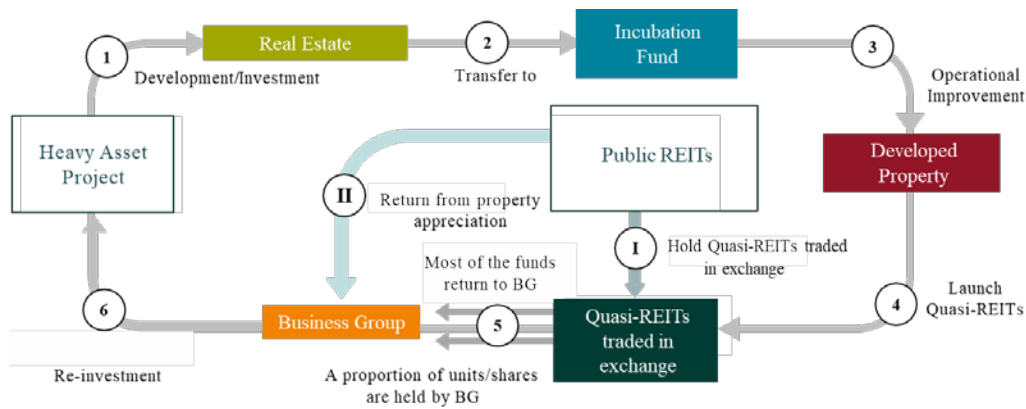 1
Real Estate
2
Incubation
Fund
3
Development/Investment
Transfer to
Operational
Improvement
Heavy Asset
Project
Public REITs
Developed
Property
II
Return from property
appreciation
I
Hold Quasi-REITs traded
in exchange
Most of the funds
return to BG
6
Business Group
5
Quasi-REITs
traded in
exchange
4
Launch
Quasi-REITs
Re-investment
A proportion of units/shares
are held by BG